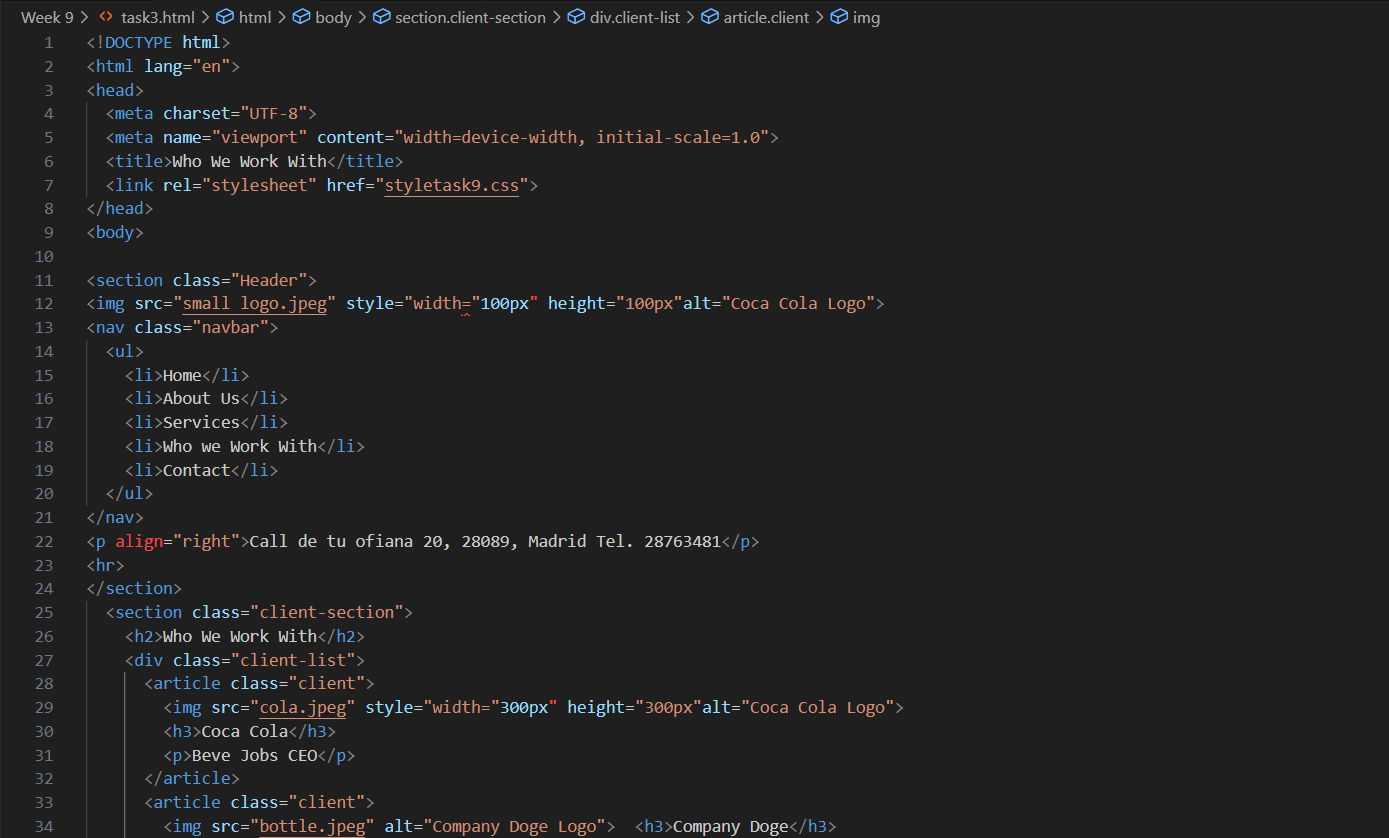 Week 9 > <> task3.html > html > body > section.client-section > div.client-list > article.client > img
1 <!DOCTYPE html>
2 <html lang="en">
3 <head>
4 <meta charset="UTF-8">
5 <meta name="viewport" content="width=device-width, initial-scale=1.0">
6 <title>Who We Work With</title>
7 <link rel="stylesheet" href="styletask9.css">
8 </head>
9 <body>
10
11 <section class="Header">
12 <img src="small logo.jpeg" style="width="100px" height="100px"alt="Coca Cola Logo">
13 <nav class="navbar">
14 <ul>
15 <li>Home</li>
16 <li>About Us</li>
17 <li>Services</li>
18 <li>Who we Work With</li>
19 <li>Contact</li>
20 </ul>
21 </nav>
22 <p align="right">Call de tu ofiana 20, 28089, Madrid Tel. 28763481</p>
23 <hr>
24 </section>
25 <section class="client-section">
26 <h2>Who We Work With</h2>
27 <div class="client-list">
28 <article class="client">
29 <img src="cola.jpeg" style="width="300px" height="300px"alt="Coca Cola Logo">
30 <h3>Coca Cola</h3>
31 <p>Beve Jobs CEO</p>
32 </article>
33 <article class="client">
34 <img src="bottle.jpeg" alt="Company Doge Logo"> <h3>Company Doge</h3>